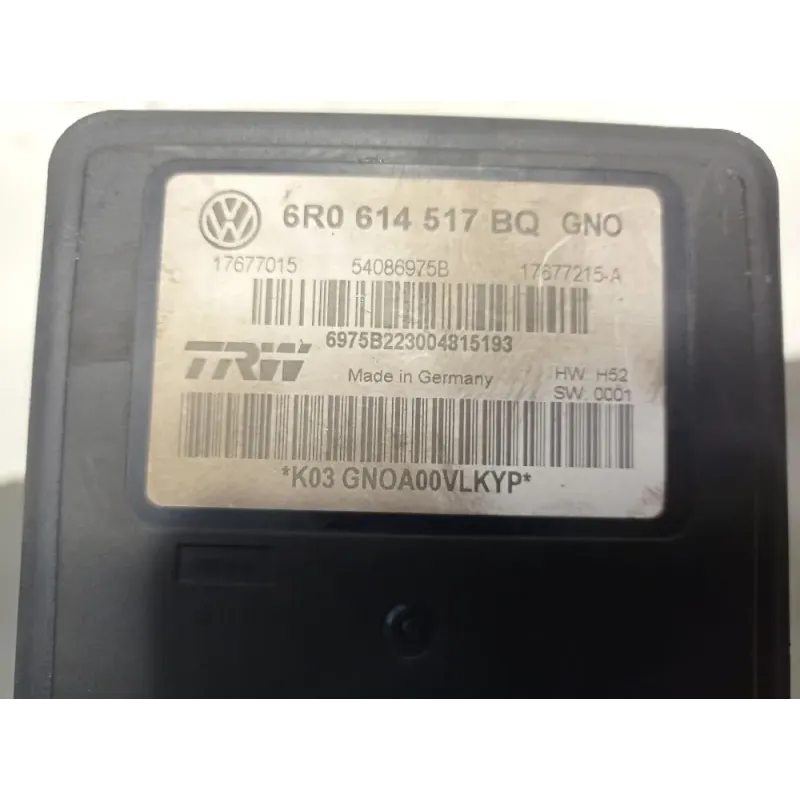 6R0 614 517 BQ GNO
17677015 54086975B 17677215-A
6975B223004815193
TRW Made in Germany HW: H52
SW: 0001
*K03 GNOA00VLKYP*